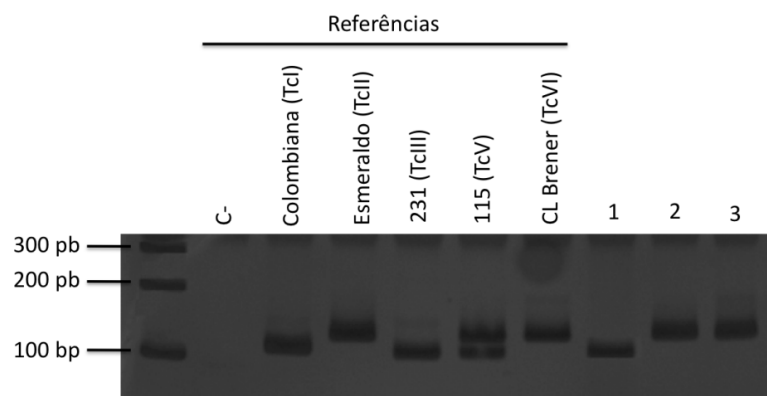 Referências
C-
Colombiana (TcI)
Esmeraldo (TcII)
231 (TcIII)
115 (TcV)
CL Brener (TcVI)
1
2
3
300 pb
200 pb
100 bp